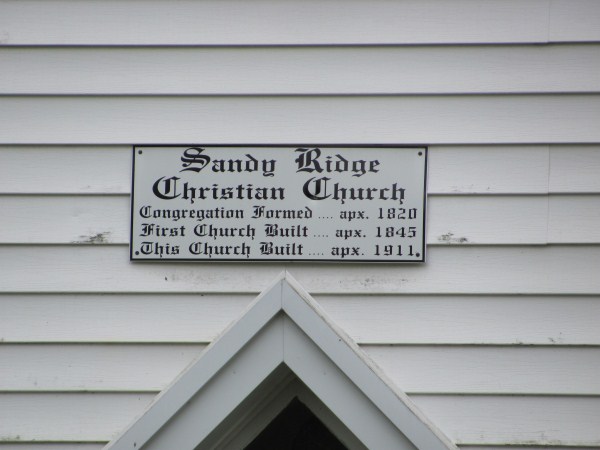 Sandy Ridge
Christian Church
Congregation Formed .... apx. 1820
First Church Built .... apx. 1845
This Church Built .... apx. 1911.